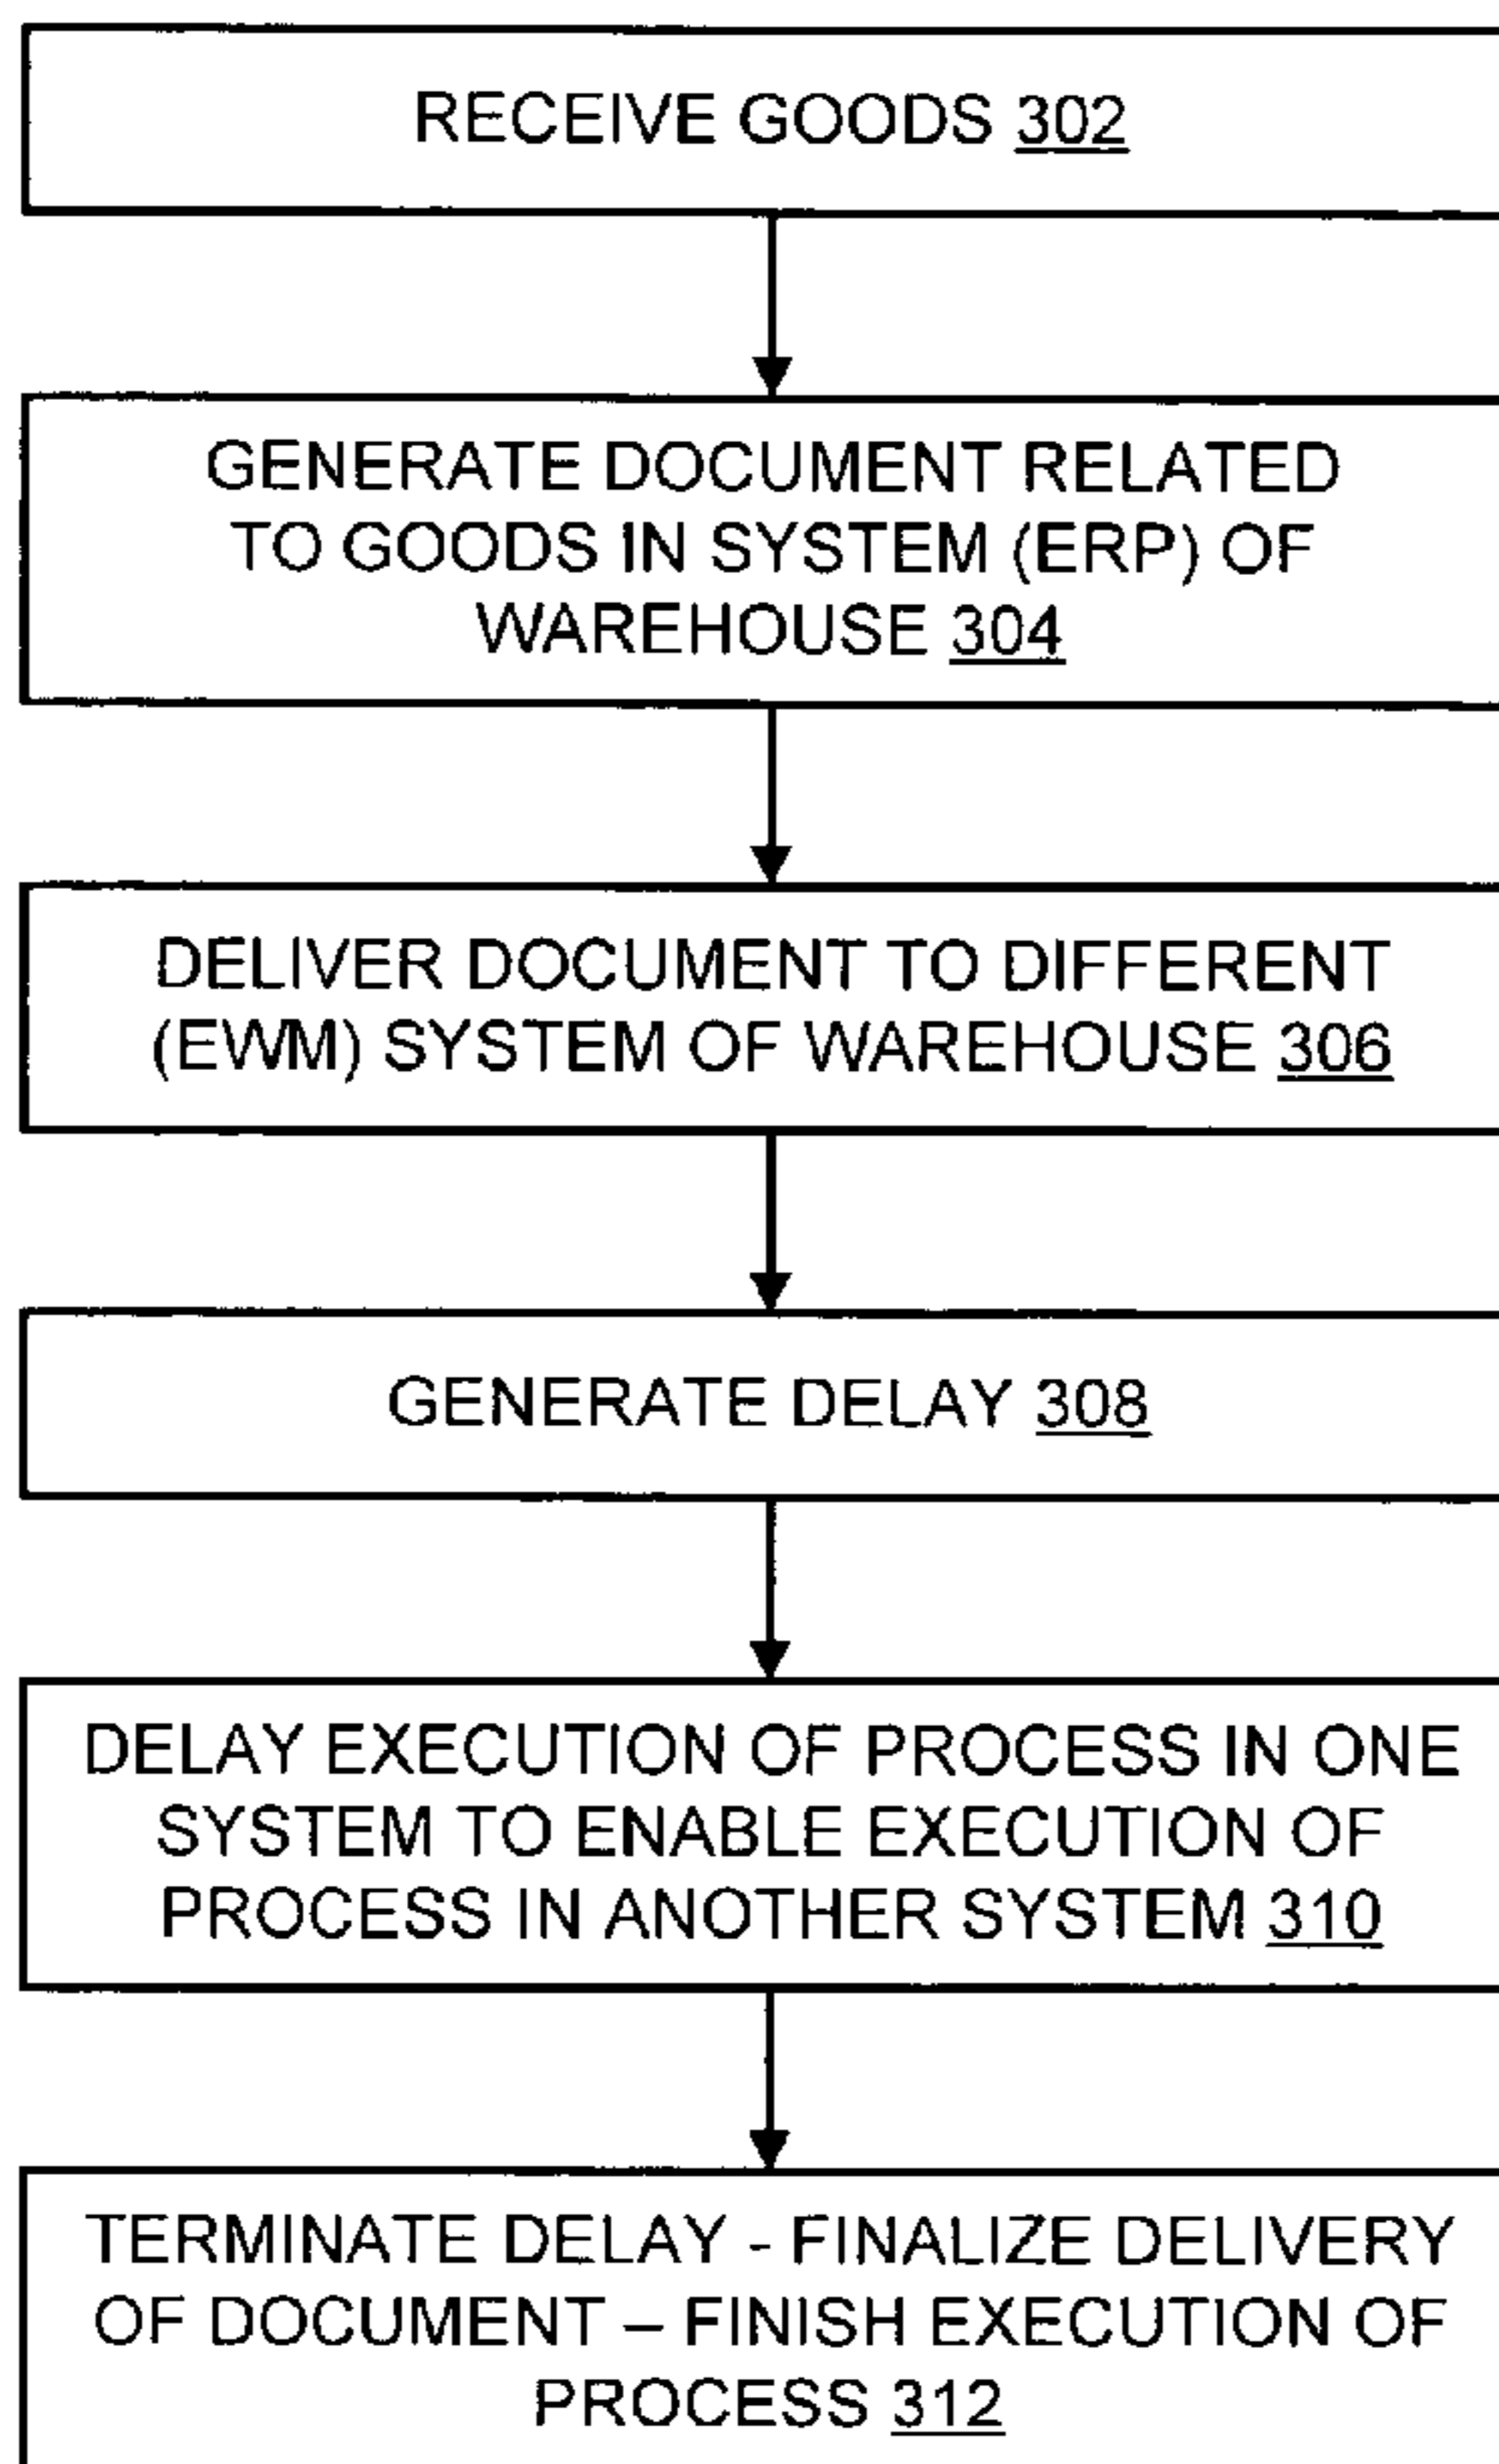 RECEIVE GOODS 302
GENERATE DOCUMENT RELATED
TO GOODS IN SYSTEM (ERP) OF
WAREHOUSE 304
DELIVER DOCUMENT TO DIFFERENT
(EWM) SYSTEM OF WAREHOUSE 306
GENERATE DELAY 308
DELAY EXECUTION OF PROCESS IN ONE
SYSTEM TO ENABLE EXECUTION OF
PROCESS IN ANOTHER SYSTEM 310
TERMINATE DELAY - FINALIZE DELIVERY
OF DOCUMENT – FINISH EXECUTION OF
PROCESS 312